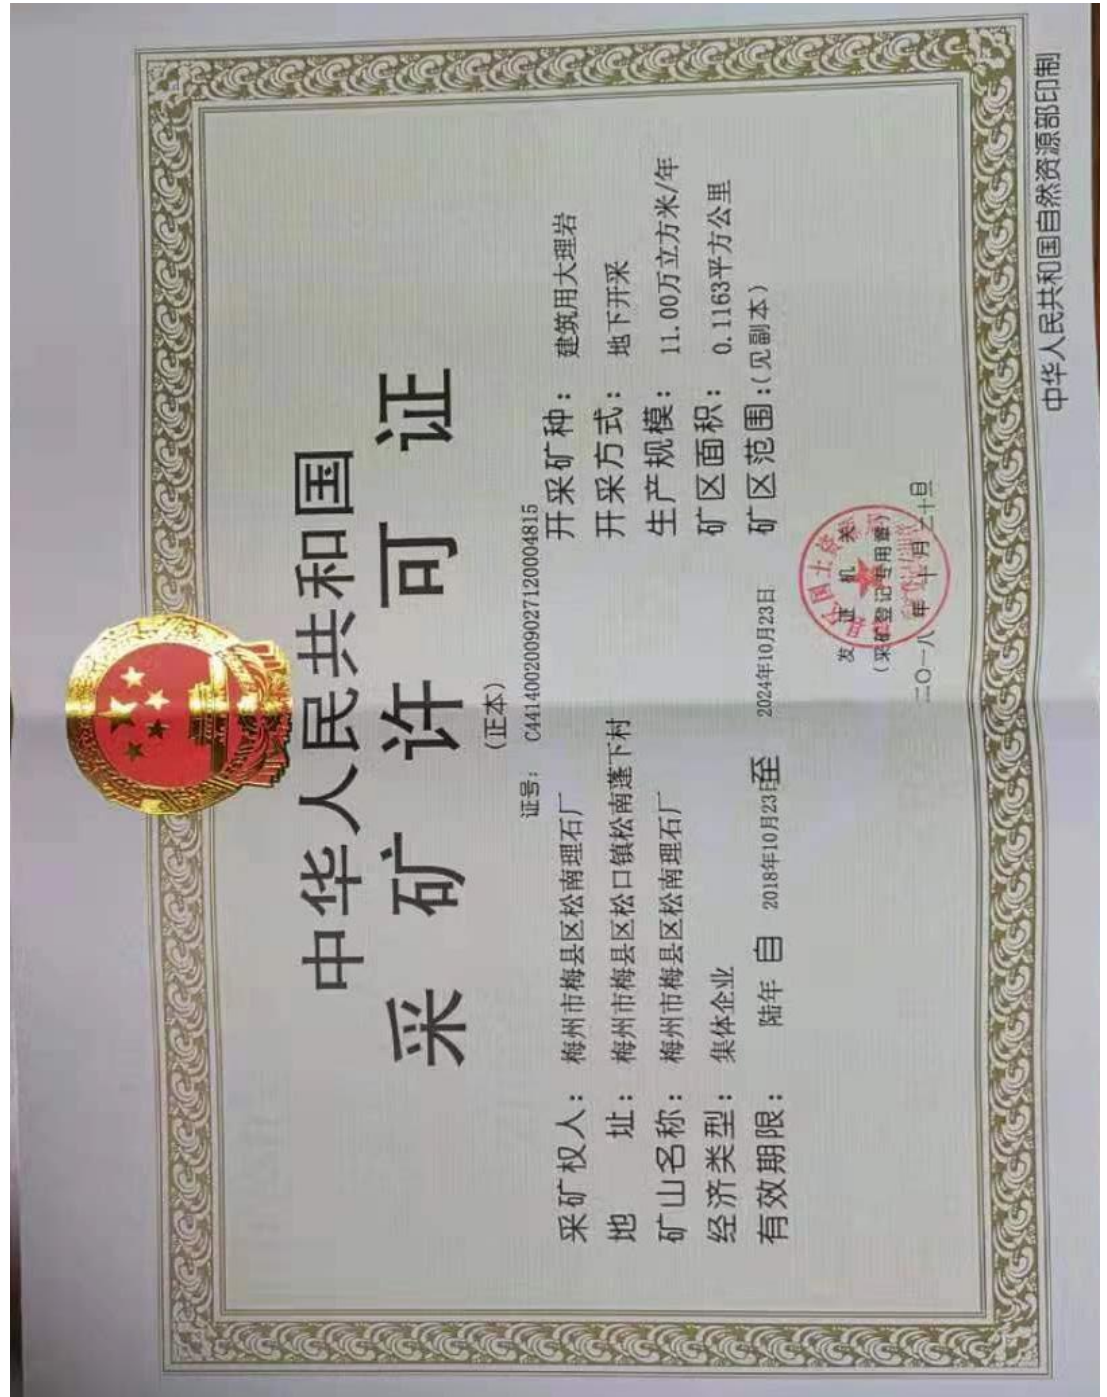 中华人民共和国
采矿许可证
(正本)
证号: C4414002009027120004815
采矿权人: 梅州市梅县区松南理石厂
地 址: 梅州市梅县区松口镇松南蓬下村
矿山名称: 梅州市梅县区松南理石厂
经济类型: 集体企业
有效期限: 陆年 自 2018年10月23日 至 2024年10月23日
开采矿种: 建筑用大理岩
开采方式: 地下开采
生产规模: 11.00万立方米/年
矿区面积: 0.1163平方公里
矿区范围:(见副本)
发 证 机 关
(采矿登记专用章)
二〇一八 年 十 月 二十 日
中华人民共和国自然资源部印制